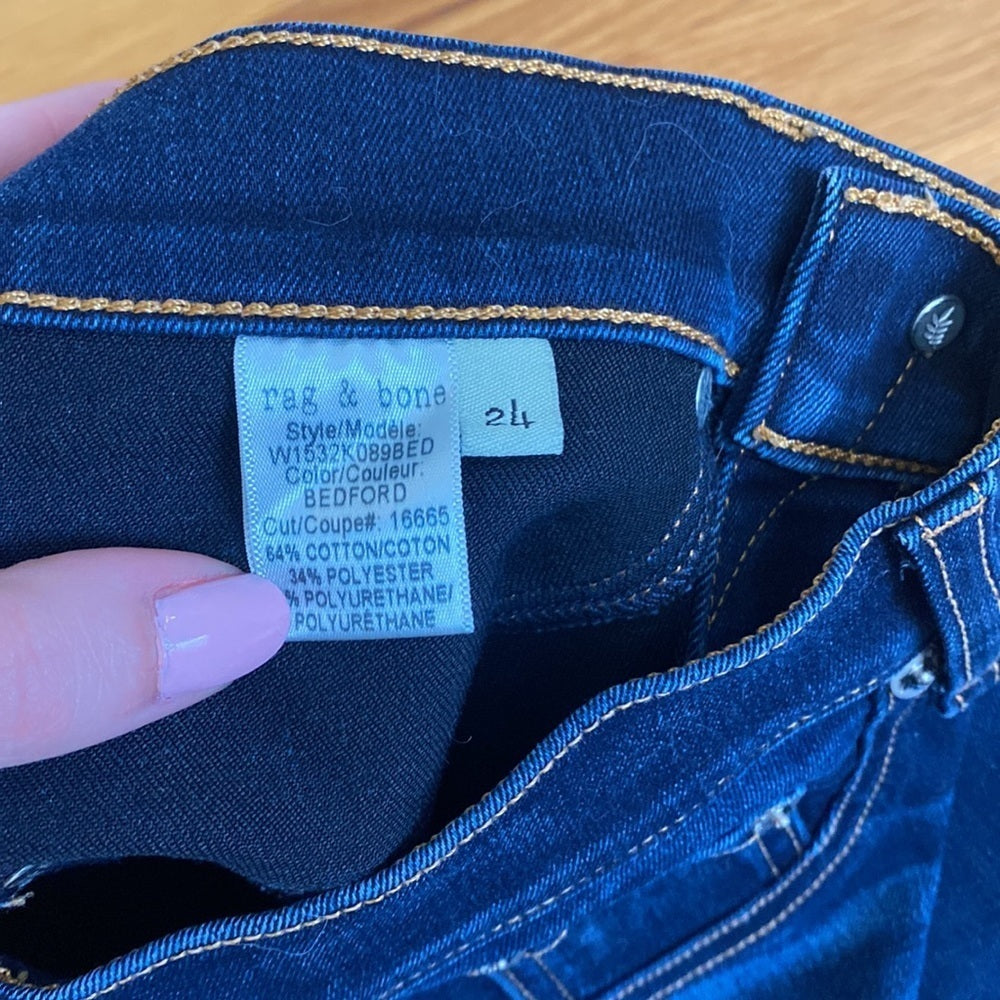 rag & bone
24
Style/Modèle:
W1532K089BED
Color/Couleur:
BEDFORD
Cut/Coupe#: 16665
64% COTTON/COTON
34% POLYESTER
% POLYURETHANE/
POLYURÉTHANE